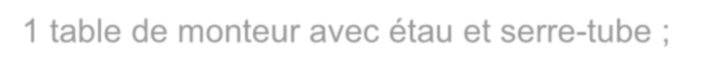 1 table de monteur avec étau et serre-tube ;